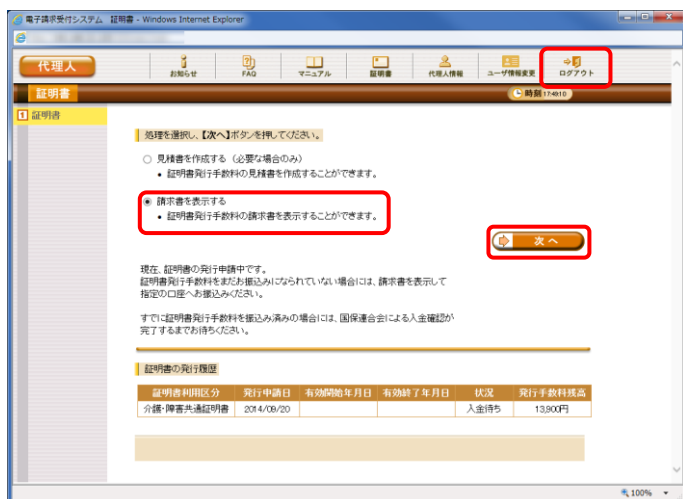 電子請求受付システム 証明書 - Windows Internet Explorer
代理人
お知らせ
FAQ
マニュアル
証明書
代理人情報
ユーザ情報変更
ログアウト
証明書
時刻 17:49:10
1 証明書
処理を選択し、【次へ】ボタンを押してください。
見積書を作成する (必要な場合のみ)
• 証明書発行手数料の見積書を作成することができます。
請求書を表示する
• 証明書発行手数料の請求書を表示することができます。
次へ
現在、証明書の発行申請中です。
証明書発行手数料をまだお振込みになられていない場合には、請求書を表示して
指定の口座へお振込みください。
すでに証明書発行手数料を振込み済みの場合には、国保連合会による入金確認が
完了するまでお待ちください。
証明書の発行履歴
証明書利用区分 発行申請日 有効開始年月日 有効終了年月日 状況 発行手数料残高
介護・障害共通証明書 2014/09/20 入金待ち 13,900円
100%